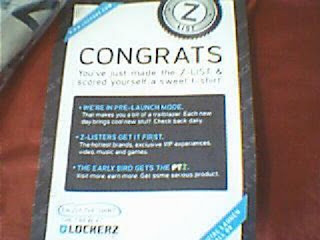 Z
LIST
CONGRATS
You've just made the Z-LIST &
scored yourself a sweet t-shirt.
• WE'RE IN PRE-LAUNCH MODE.
That makes you a bit of a trailblazer. Each new
day brings cool new stuff. Check back daily.
• Z-LISTERS GET IT FIRST.
The hottest brands, exclusive VIP experiences,
video, music and games.
• THE EARLY BIRD GETS THE PTZ.
Visit more, earn more. Get some serious product.
LOCKERZ